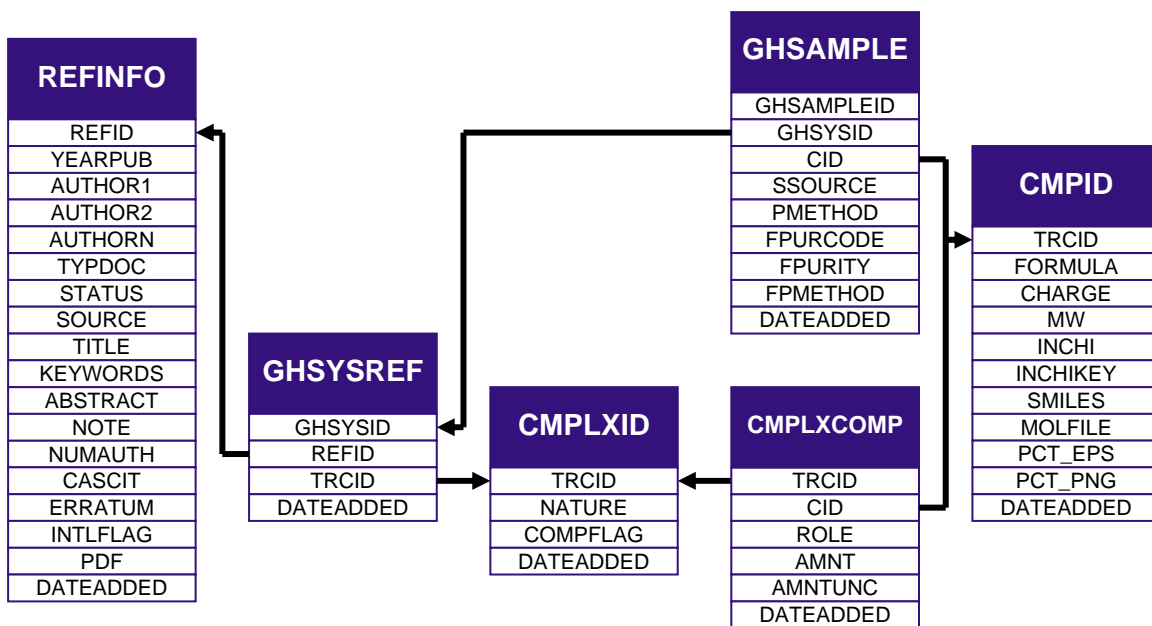 REFINFO
REFID
YEARPUB
AUTHOR1
AUTHOR2
AUTHORN
TYPDOC
STATUS
SOURCE
TITLE
KEYWORDS
ABSTRACT
NOTE
NUMAUTH
CASCIT
ERRATUM
INTLFLAG
PDF
DATEADDED
GHSYSREF
GHSYSID
REFID
TRCID
DATEADDED
CMPLXID
TRCID
NATURE
COMPFLAG
DATEADDED
GHSAMPLE
GHSAMPLEID
GHSYSID
CID
SSOURCE
PMETHOD
FPURCODE
FPURITY
FPMETHOD
DATEADDED
CMPLXCOMP
TRCID
CID
ROLE
AMNT
AMNTUNC
DATEADDED
CMPID
TRCID
FORMULA
CHARGE
MW
INCHI
INCHIKEY
SMILES
MOLFILE
PCT_EPS
PCT_PNG
DATEADDED